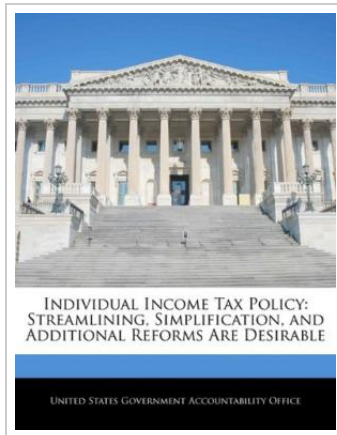 INDIVIDUAL INCOME TAX POLICY:
STREAMLINING, SIMPLIFICATION, AND
ADDITIONAL REFORMS ARE DESIRABLE
UNITED STATES GOVERNMENT ACCOUNTABILITY OFFICE